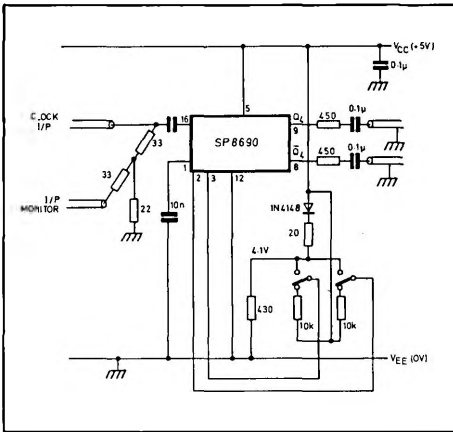 VCC (+5V)
0·1µ
CLOCK
I/P
16
5
Q4
9
450
0·1µ
SP8690
33
33
1
2
3
12
Q̄4
8
450
0·1µ
I/P
MONITOR
22
10n
1N4148
20
4.1V
430
10k
10k
VEE (0V)